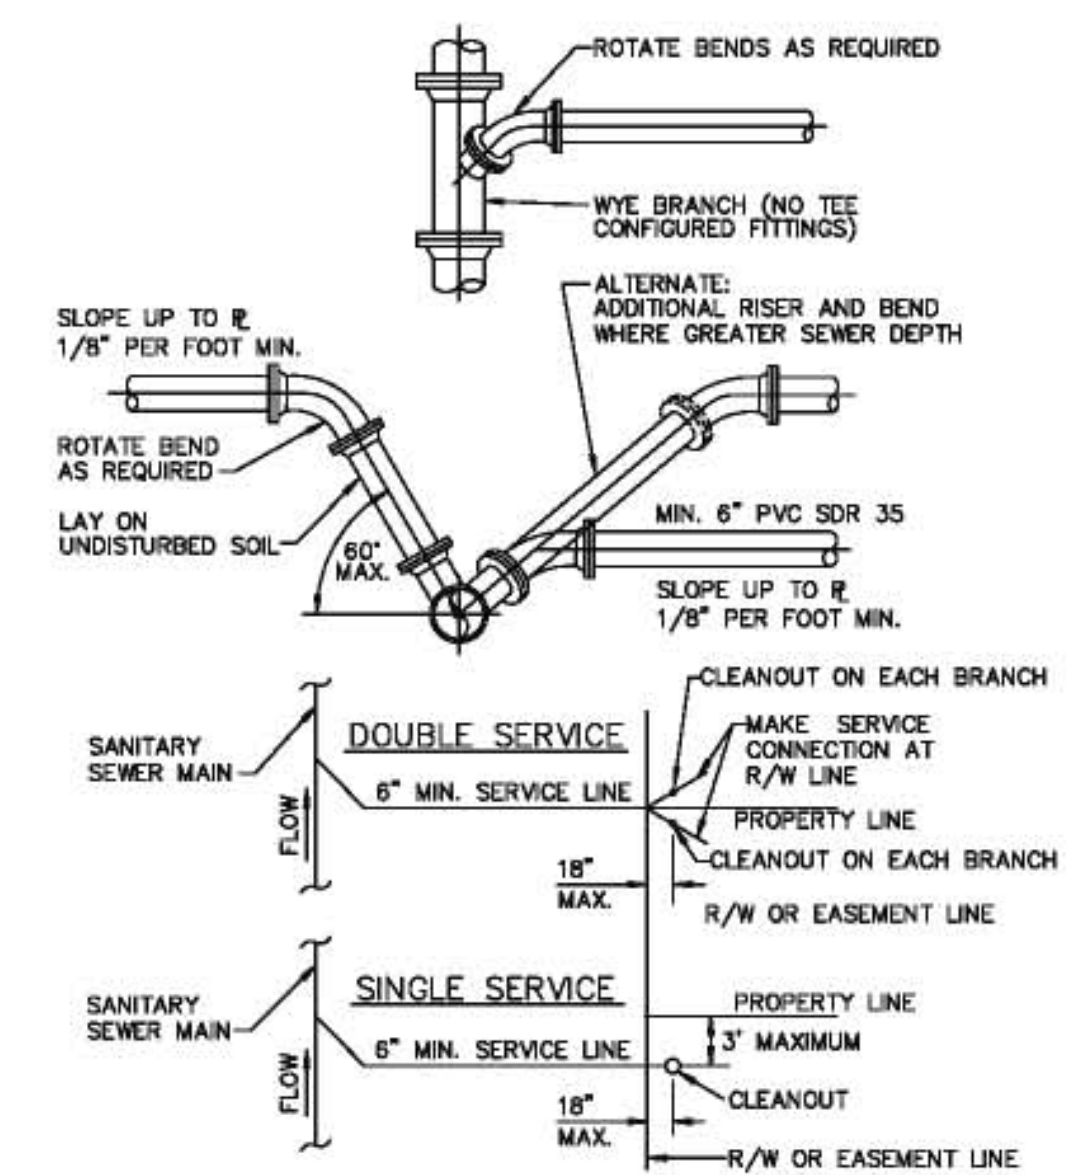 ROTATE BENDS AS REQUIRED
WYE BRANCH (NO TEE
CONFIGURED FITTINGS)
ALTERNATE:
ADDITIONAL RISER AND BEND
WHERE GREATER SEWER DEPTH
SLOPE UP TO ℄
1/8" PER FOOT MIN.
ROTATE BEND
AS REQUIRED
LAY ON
UNDISTURBED SOIL
60°
MAX.
MIN. 6" PVC SDR 35
SLOPE UP TO ℄
1/8" PER FOOT MIN.
CLEANOUT ON EACH BRANCH
DOUBLE SERVICE
MAKE SERVICE
CONNECTION AT
R/W LINE
SANITARY
SEWER MAIN
6" MIN. SERVICE LINE
FLOW
PROPERTY LINE
CLEANOUT ON EACH BRANCH
18"
MAX.
R/W OR EASEMENT LINE
SINGLE SERVICE
SANITARY
SEWER MAIN
PROPERTY LINE
3' MAXIMUM
6" MIN. SERVICE LINE
FLOW
CLEANOUT
18"
MAX.
R/W OR EASEMENT LINE